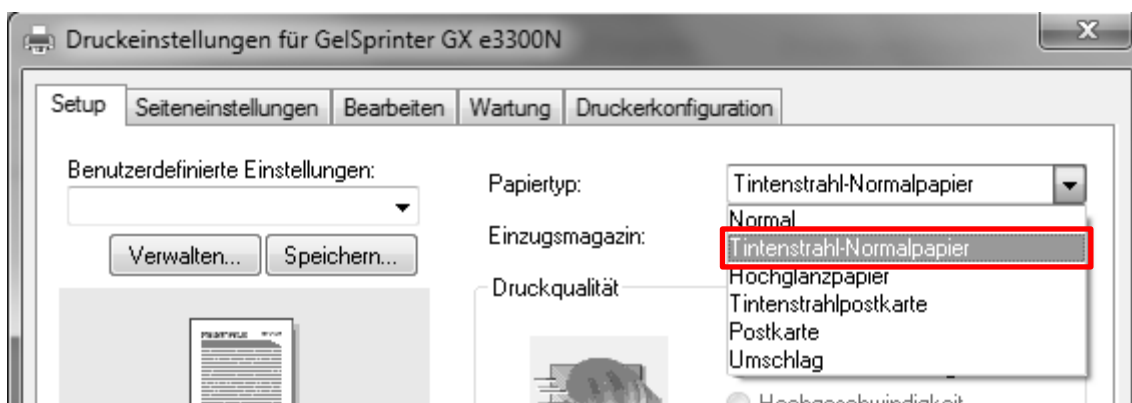 Druckeinstellungen für GelSprinter GX e3300N
Setup
Seiteneinstellungen
Bearbeiten
Wartung
Druckerkonfiguration
Benutzerdefinierte Einstellungen:
Verwalten...
Speichern...
Papiertyp:
Tintenstrahl-Normalpapier
Einzugsmagazin:
Normal
Tintenstrahl-Normalpapier
Hochglanzpapier
Tintenstrahlpostkarte
Postkarte
Umschlag
Druckqualität
Hochgeschwindigkeit